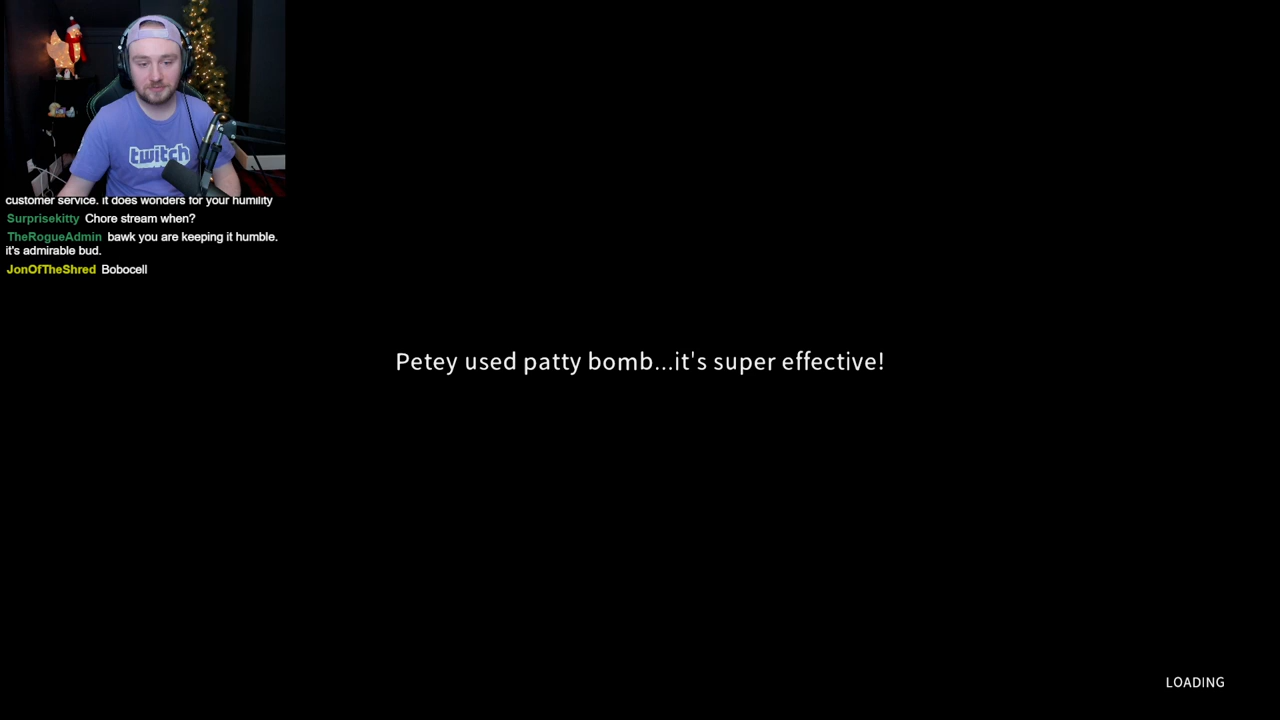 twitch
customer service. it does wonders for your humility
Surprisekitty Chore stream when?
TheRogueAdmin bawk you are keeping it humble.
it's admirable bud.
JonOfTheShred Bobocell
Petey used patty bomb...it's super effective!
LOADING